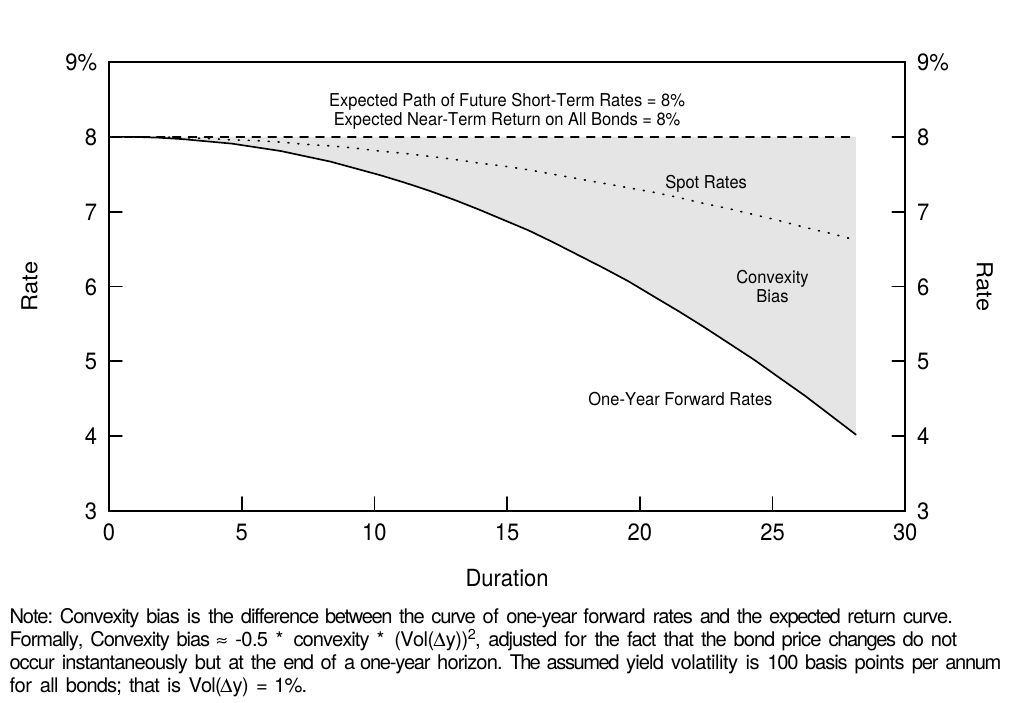 9% 9%
Expected Path of Future Short-Term Rates = 8%
Expected Near-Term Return on All Bonds = 8%
8 8
Spot Rates
7 7
Rate Rate
Convexity
Bias
6 6
5 5
One-Year Forward Rates
4 4
3 3
0 5 10 15 20 25 30
Duration
Note: Convexity bias is the difference between the curve of one-year forward rates and the expected return curve.
Formally, Convexity bias ≈ -0.5 * convexity * (Vol(Δy))², adjusted for the fact that the bond price changes do not
occur instantaneously but at the end of a one-year horizon. The assumed yield volatility is 100 basis points per annum
for all bonds; that is Vol(Δy) = 1%.